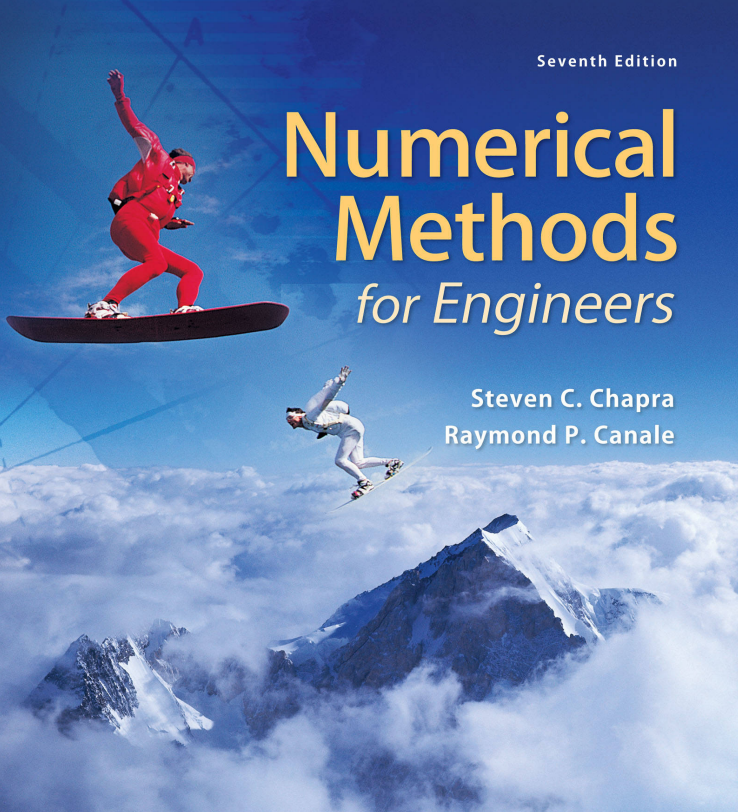 Seventh Edition
Numerical
Methods
for Engineers
Steven C. Chapra
Raymond P. Canale